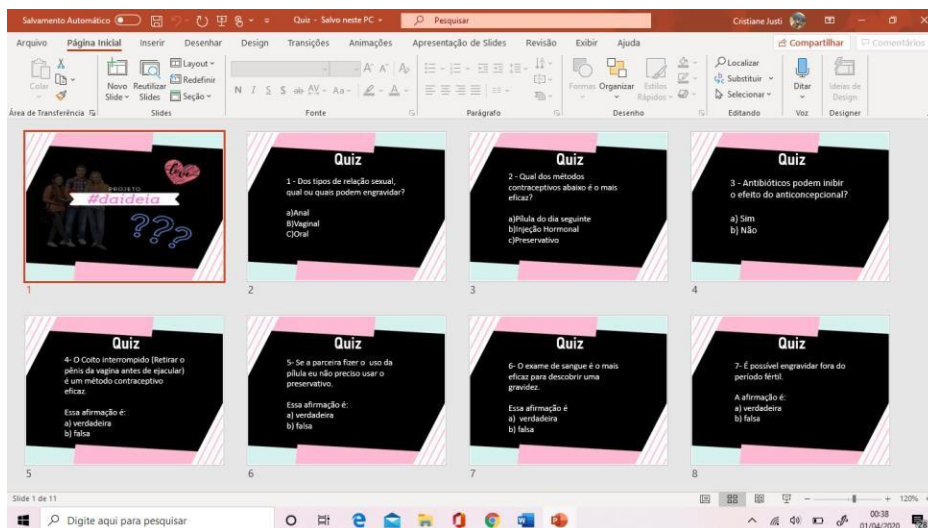 Salvamento Automático
Quiz - Salvo neste PC
Pesquisar
Cristiane Justi
Arquivo Página Inicial Inserir Desenhar Design Transições Animações Apresentação de Slides Revisão Exibir Ajuda
Compartilhar Comentários
Colar
Novo Slide
Reutilizar Slides
Layout
Redefinir
Seção
N I S S ab AV Aa A
Formas Organizar Estilos Rápidos
Localizar
Substituir
Selecionar
Ditar
Ideias de Design
Área de Transferência Slides Fonte Parágrafo Desenho Editando Voz Designer
PROJETO
#daideia
Love
???
1
Quiz
1 - Dos tipos de relação sexual,
qual ou quais podem engravidar?
a)Anal
B)Vaginal
C)Oral
2
Quiz
2 - Qual dos métodos
contraceptivos abaixo é o mais
eficaz?
a)Pílula do dia seguinte
b)Injeção Hormonal
c)Preservativo
3
Quiz
3 - Antibióticos podem inibir
o efeito do anticoncepcional?
a) Sim
b) Não
4
Quiz
4- O Coito interrompido (Retirar o
pênis da vagina antes de ejacular)
é um método contraceptivo
eficaz.
Essa afirmação é:
a) verdadeira
b) falsa
5
Quiz
5- Se a parceira fizer o uso da
pílula eu não preciso usar o
preservativo.
Essa afirmação é:
a) verdadeira
b) falsa
6
Quiz
6- O exame de sangue é o mais
eficaz para descobrir uma
gravidez.
Essa afirmação é
a) verdadeira
b) falsa
7
Quiz
7- É possível engravidar fora do
período fértil.
A afirmação é:
a) verdadeira
b) falsa
8
Slide 1 de 11
120%
Digite aqui para pesquisar
00:38
01/04/2020